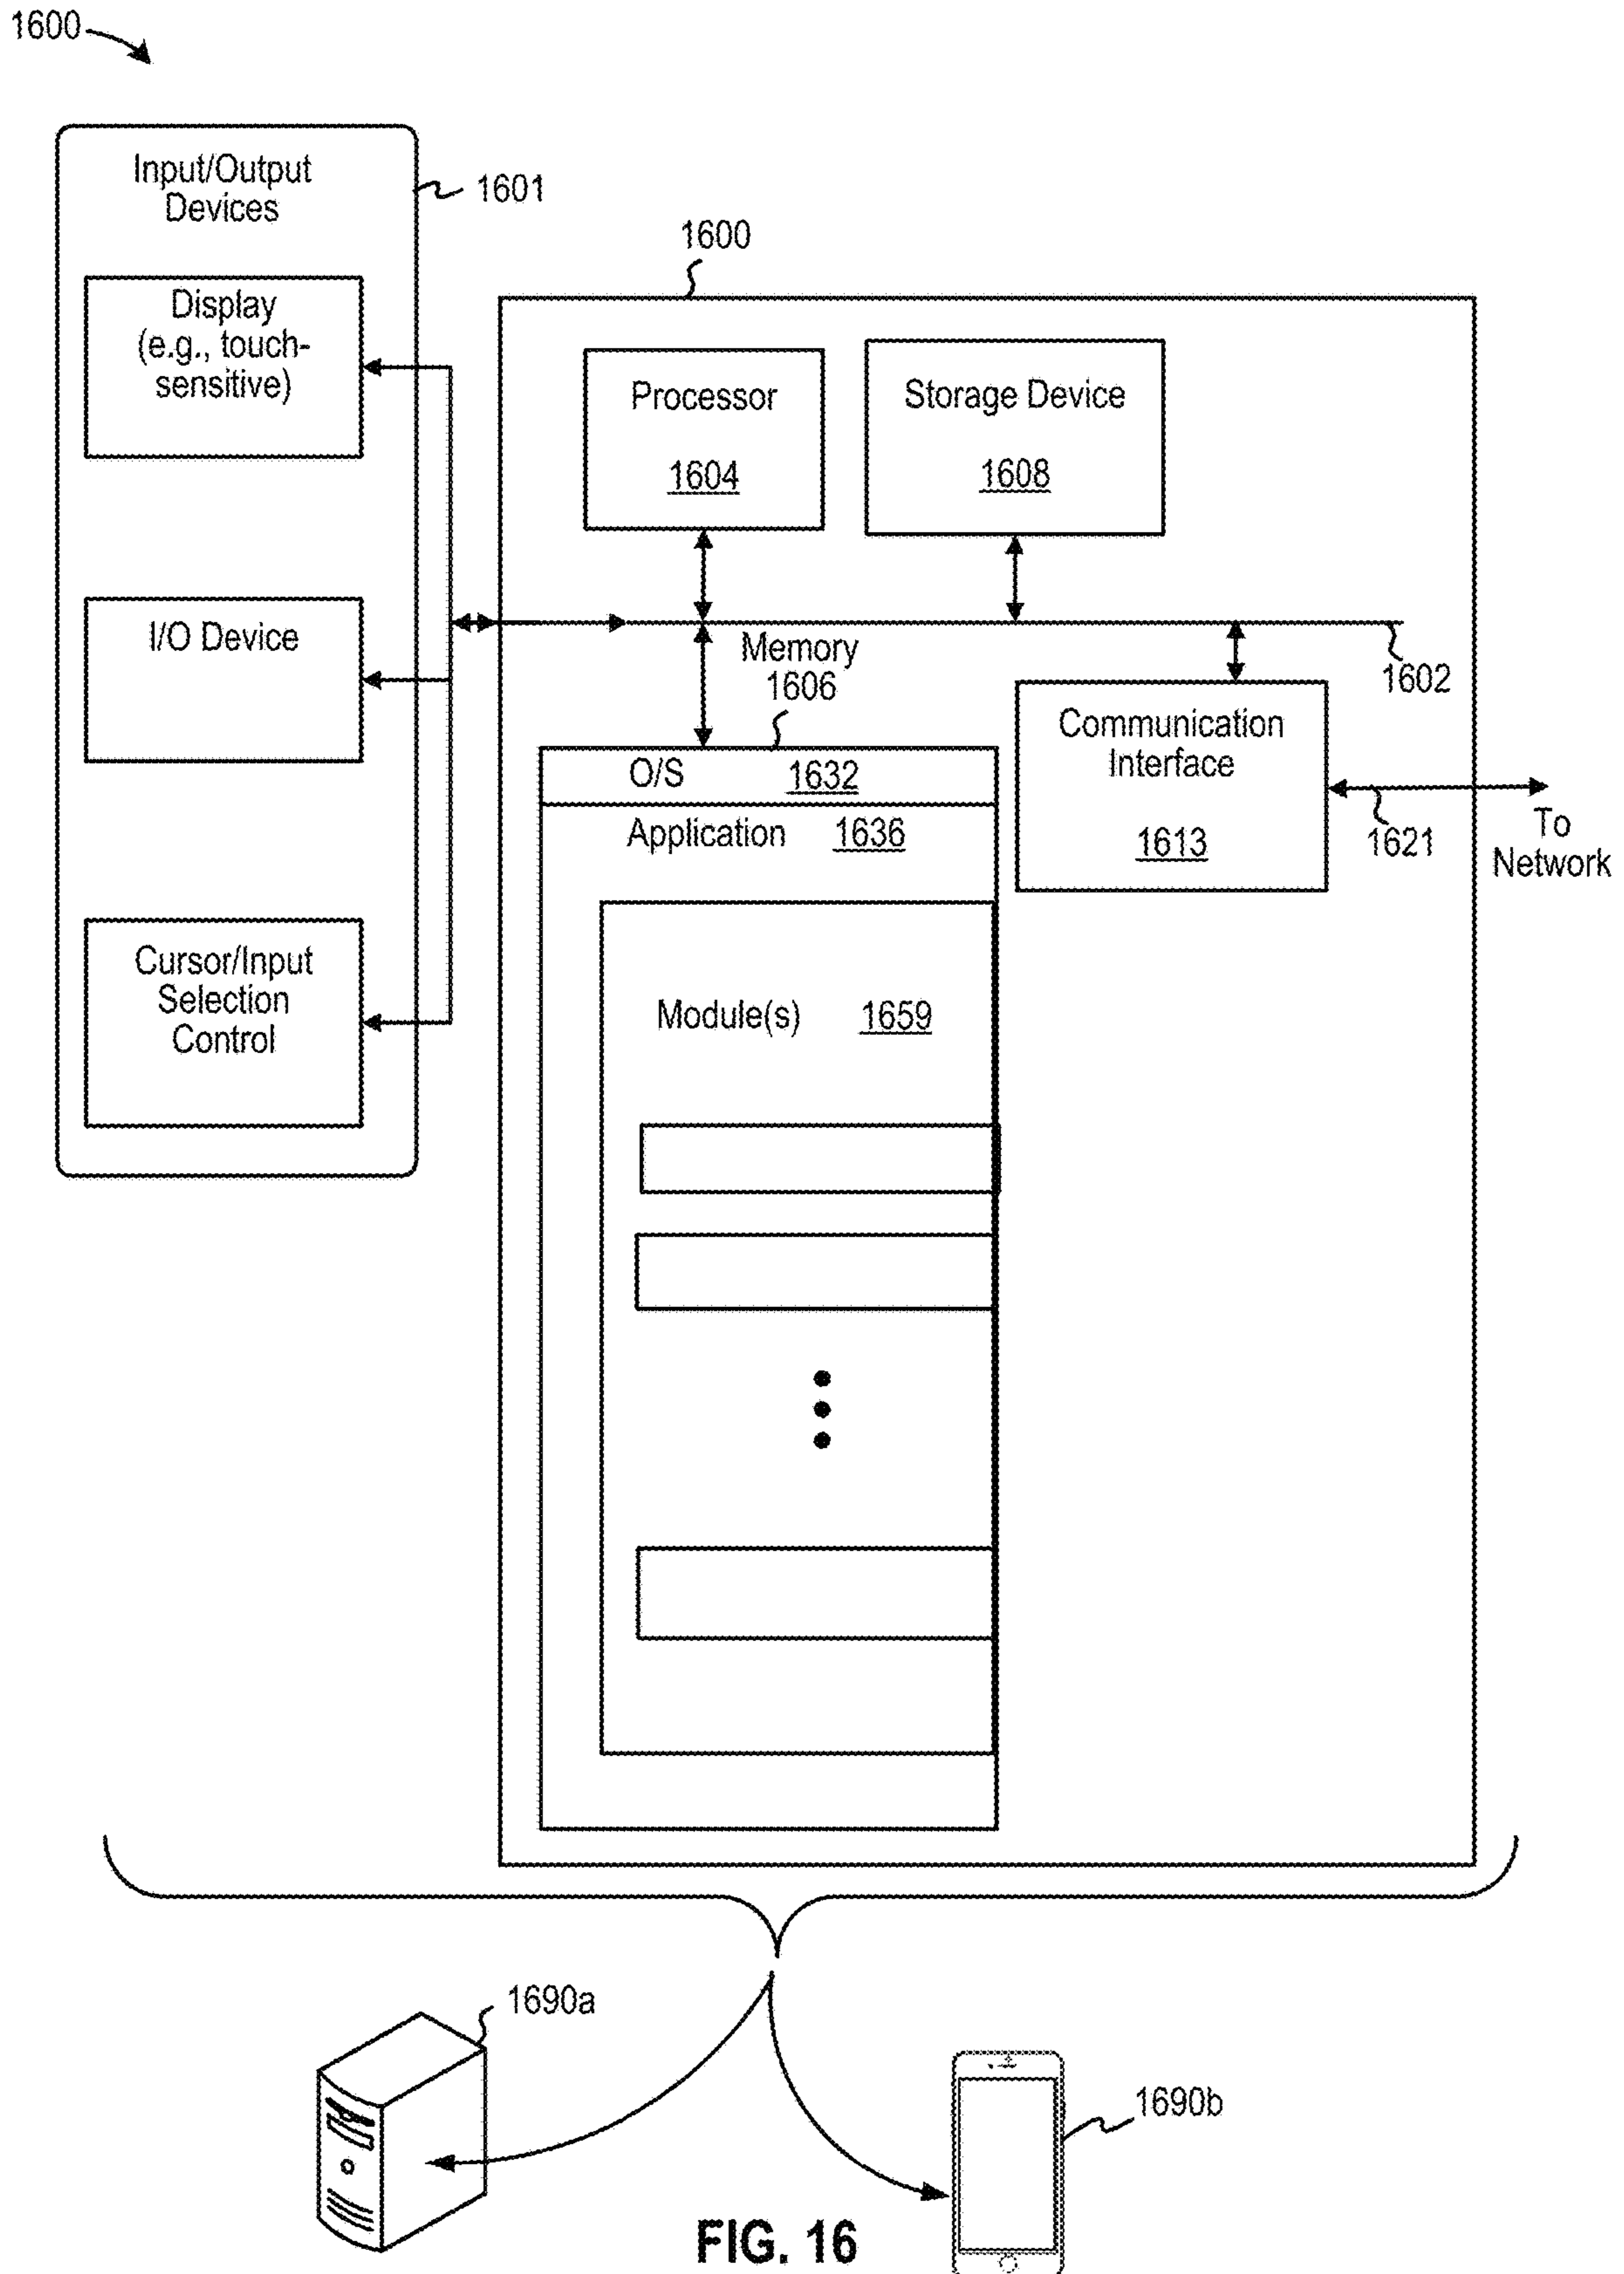 1600
Input/Output
Devices
1601
Display
(e.g., touch-
sensitive)
I/O Device
Cursor/Input
Selection
Control
1600
Processor
1604
Storage Device
1608
Memory
1606
1602
O/S 1632
Application 1636
Module(s) 1659
Communication
Interface
1613
1621
To
Network
1690a
1690b
FIG. 16